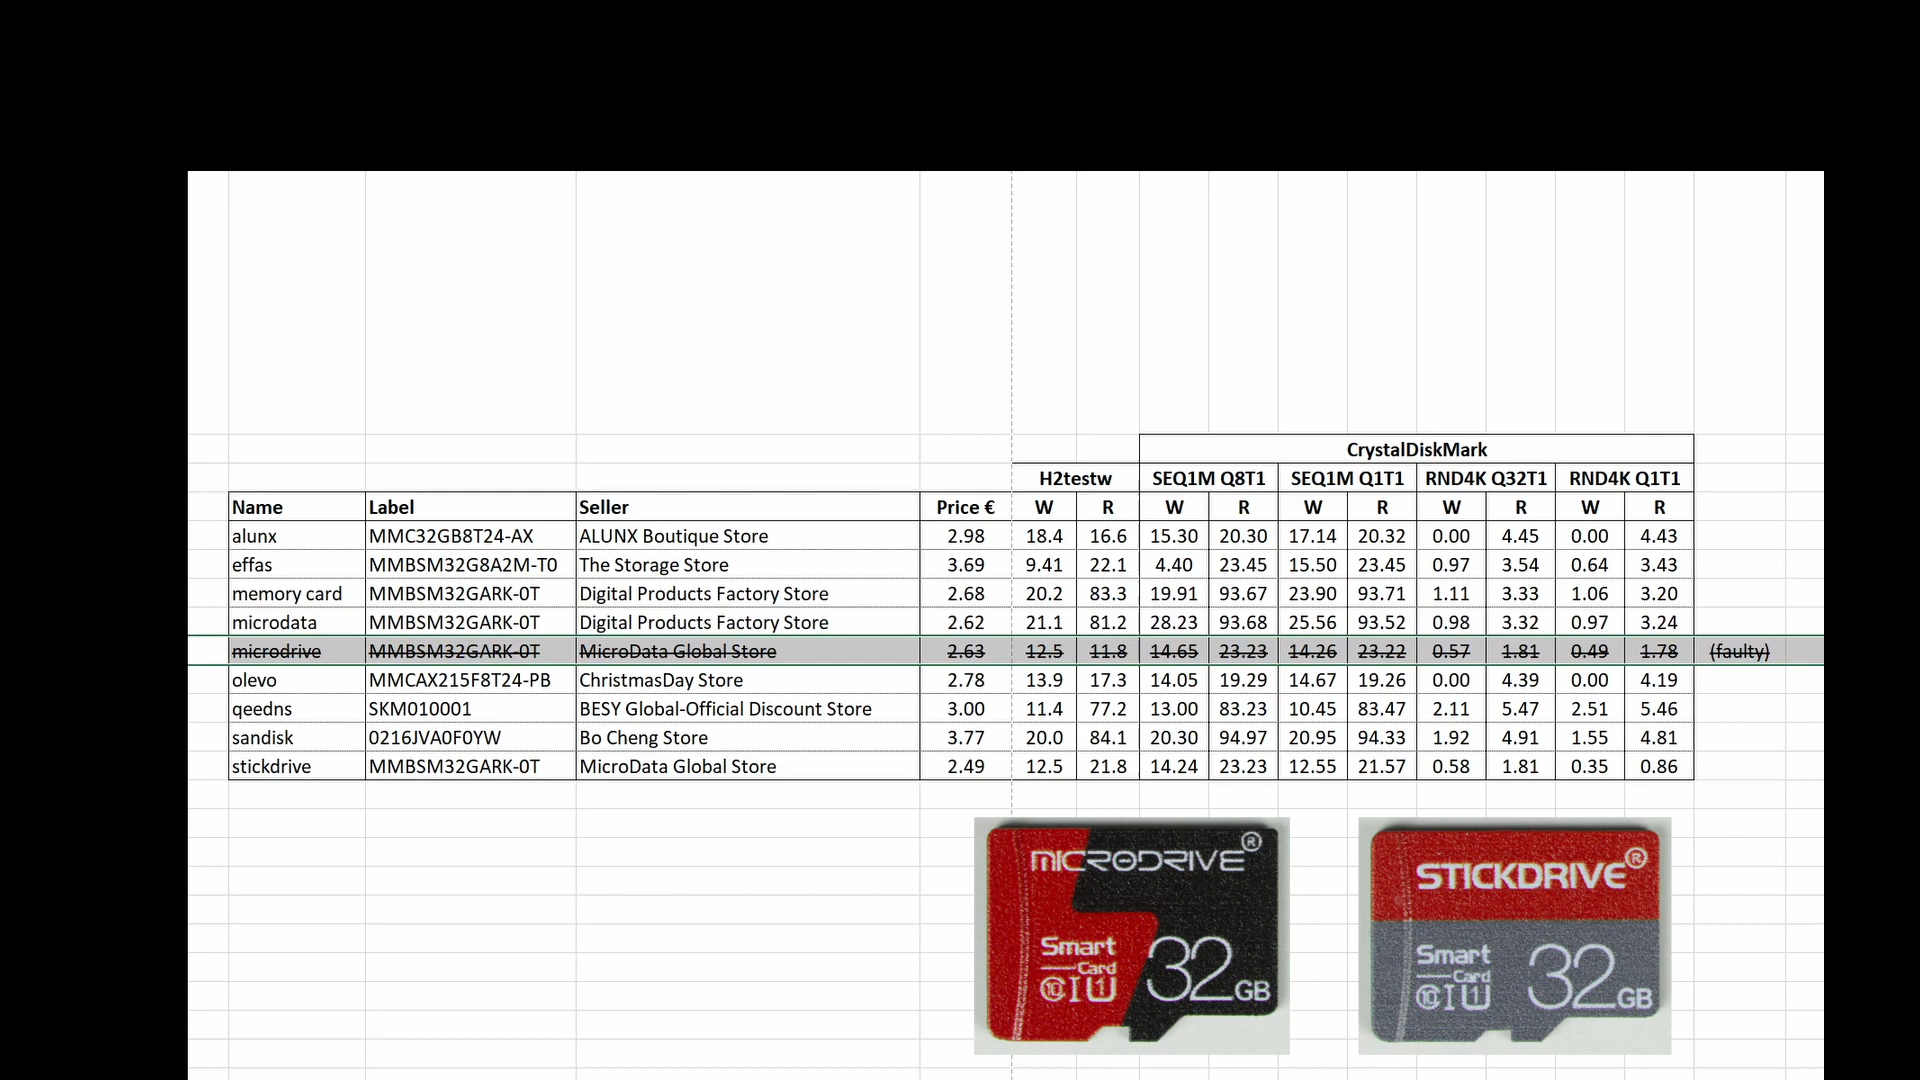 CrystalDiskMark
H2testw SEQ1M Q8T1 SEQ1M Q1T1 RND4K Q32T1 RND4K Q1T1
Name Label Seller Price € W R W R W R W R W R
alunx MMC32GB8T24-AX ALUNX Boutique Store 2.98 18.4 16.6 15.30 20.30 17.14 20.32 0.00 4.45 0.00 4.43
effas MMBSM32G8A2M-T0 The Storage Store 3.69 9.41 22.1 4.40 23.45 15.50 23.45 0.97 3.54 0.64 3.43
memory card MMBSM32GARK-0T Digital Products Factory Store 2.68 20.2 83.3 19.91 93.67 23.90 93.71 1.11 3.33 1.06 3.20
microdata MMBSM32GARK-0T Digital Products Factory Store 2.62 21.1 81.2 28.23 93.68 25.56 93.52 0.98 3.32 0.97 3.24
microdrive MMBSM32GARK-0T MicroData Global Store 2.63 12.5 11.8 14.65 23.23 14.26 23.22 0.57 1.81 0.49 1.78 (faulty)
olevo MMCAX215F8T24-PB ChristmasDay Store 2.78 13.9 17.3 14.05 19.29 14.67 19.26 0.00 4.39 0.00 4.19
qeedns SKM010001 BESY Global-Official Discount Store 3.00 11.4 77.2 13.00 83.23 10.45 83.47 2.11 5.47 2.51 5.46
sandisk 0216JVA0F0YW Bo Cheng Store 3.77 20.0 84.1 20.30 94.97 20.95 94.33 1.92 4.91 1.55 4.81
stickdrive MMBSM32GARK-0T MicroData Global Store 2.49 12.5 21.8 14.24 23.23 12.55 21.57 0.58 1.81 0.35 0.86
MICRODRIVE®
Smart
Card
10 I 1
32GB
STICKDRIVE®
Smart
Card
10 I 1
32GB